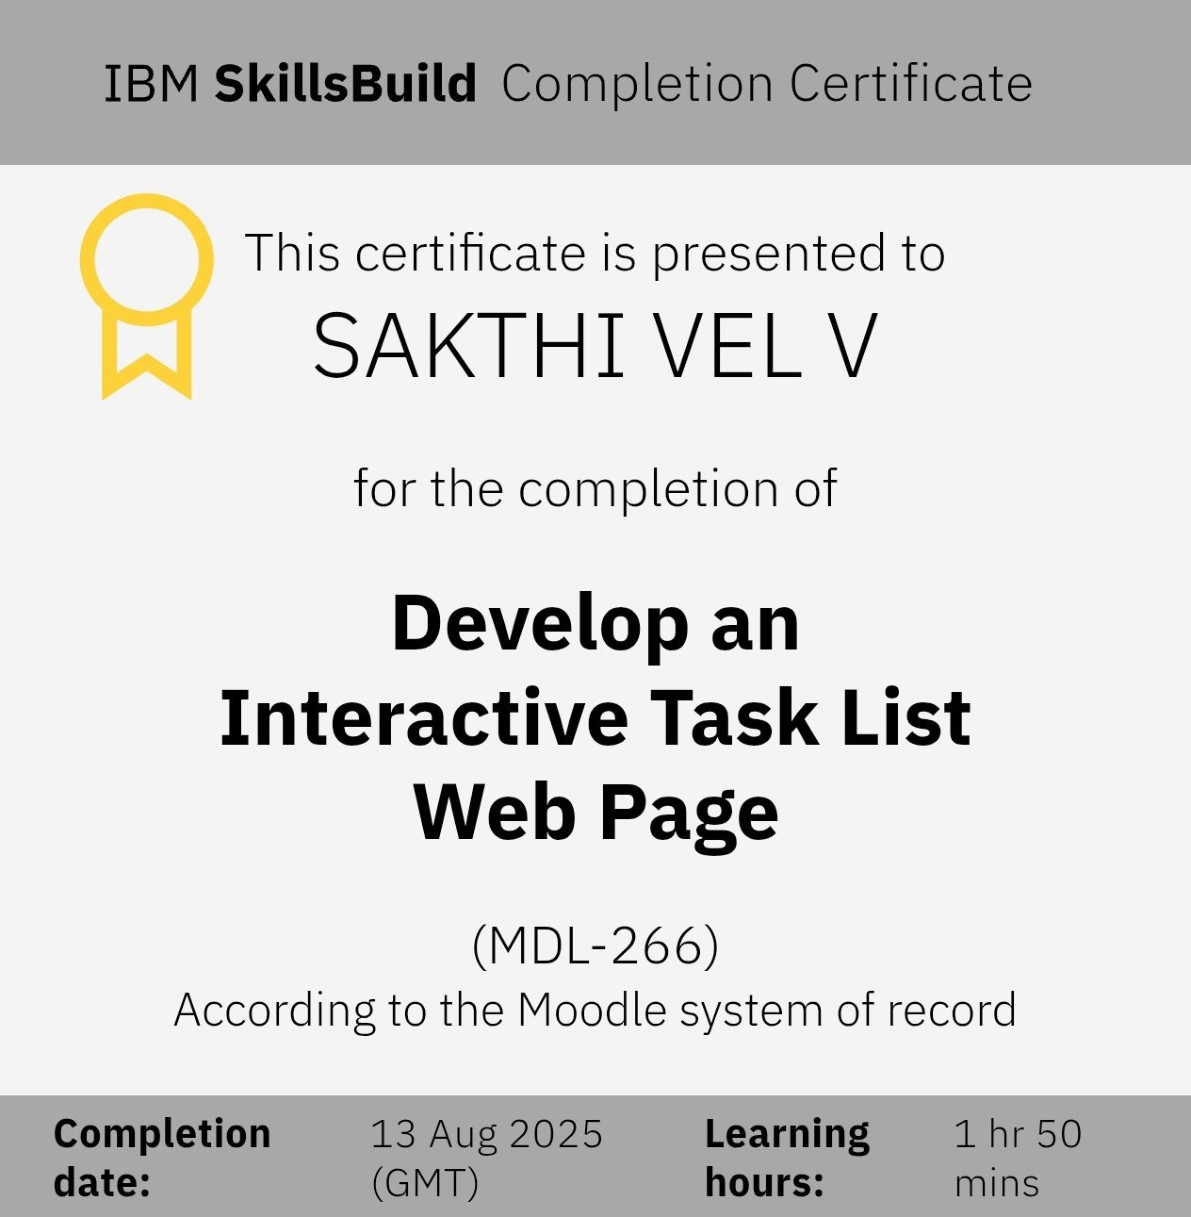 IBM SkillsBuild Completion Certificate
This certificate is presented to
SAKTHI VEL V
for the completion of
Develop an
Interactive Task List
Web Page
(MDL-266)
According to the Moodle system of record
Completion date: 13 Aug 2025 (GMT)
Learning hours: 1 hr 50 mins